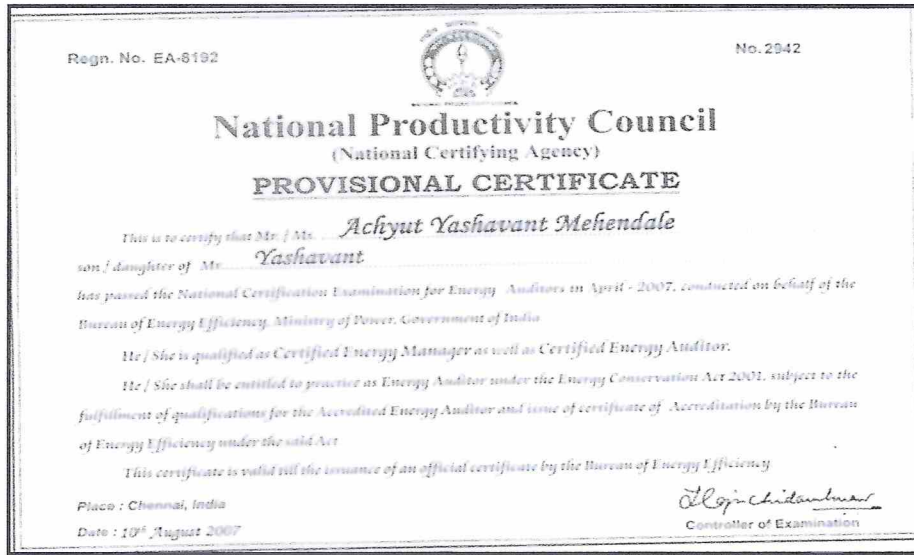 Regn. No. EA-8192
No. 2942
National Productivity Council
(National Certifying Agency)
PROVISIONAL CERTIFICATE
This is to certify that Mr. / Ms. Achyut Yashavant Mehendale
son / daughter of Mr. Yashavant
has passed the National Certification Examination for Energy Auditors in April - 2007, conducted on behalf of the
Bureau of Energy Efficiency, Ministry of Power, Government of India
He / She is qualified as Certified Energy Manager as well as Certified Energy Auditor.
He / She shall be entitled to practice as Energy Auditor under the Energy Conservation Act 2001, subject to the
fulfillment of qualifications for the Accredited Energy Auditor and issue of certificate of Accreditation by the Bureau
of Energy Efficiency under the said Act
This certificate is valid till the issuance of an official certificate by the Bureau of Energy Efficiency
Place : Chennai, India
Date : 10th August 2007
Controller of Examination